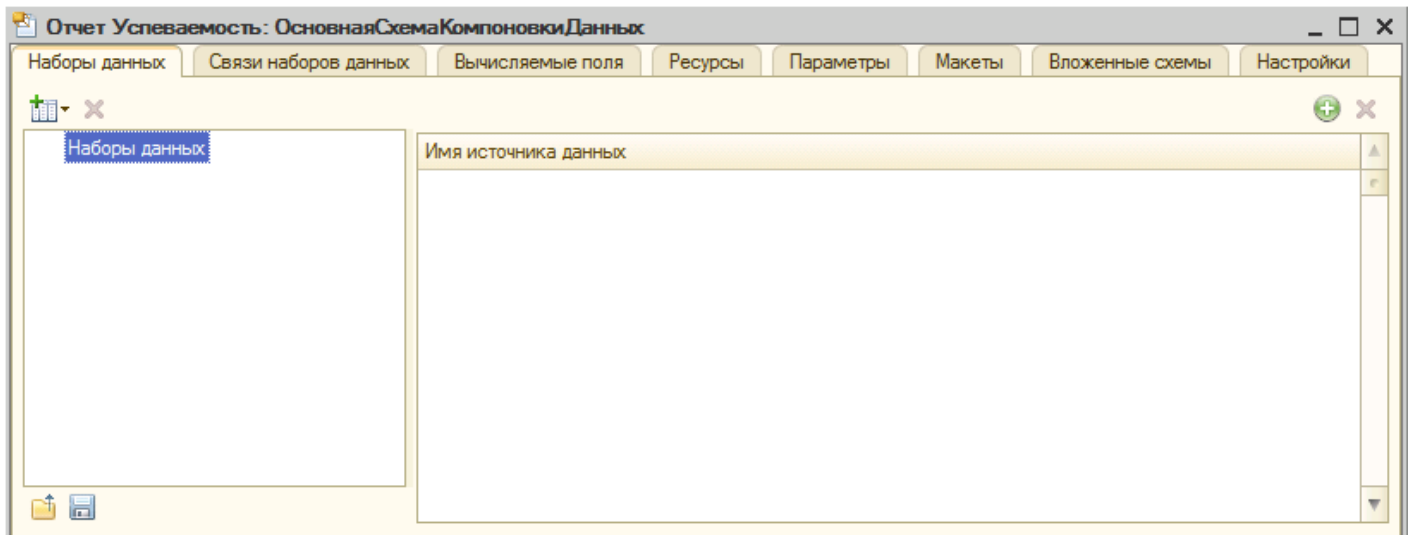 Отчет Успеваемость: ОсновнаяСхемаКомпоновкиДанных
Наборы данных Связи наборов данных Вычисляемые поля Ресурсы Параметры Макеты Вложенные схемы Настройки
Наборы данных
Имя источника данных